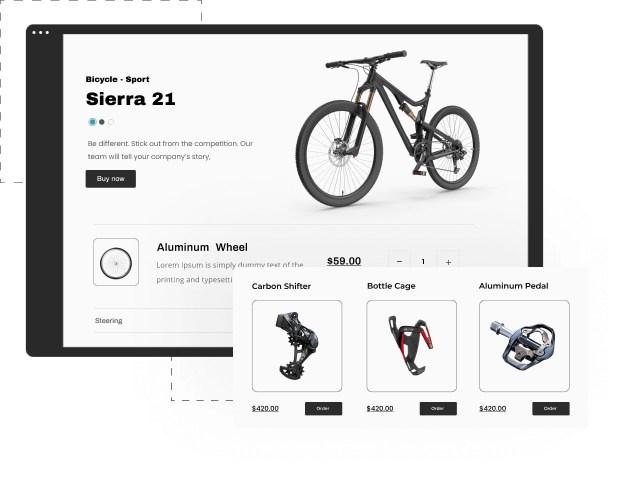 Bicycle - Sport
Sierra 21
Be different. Stick out from the competition. Our
team will tell your company's story,
Buy now
Aluminum Wheel
Lorem Ipsum is simply dummy text of the
printing and typesetti
$59.00
− 1 +
Steering
Carbon Shifter
Bottle Cage
Aluminum Pedal
$420.00
Order
$420.00
Order
$420.00
Order